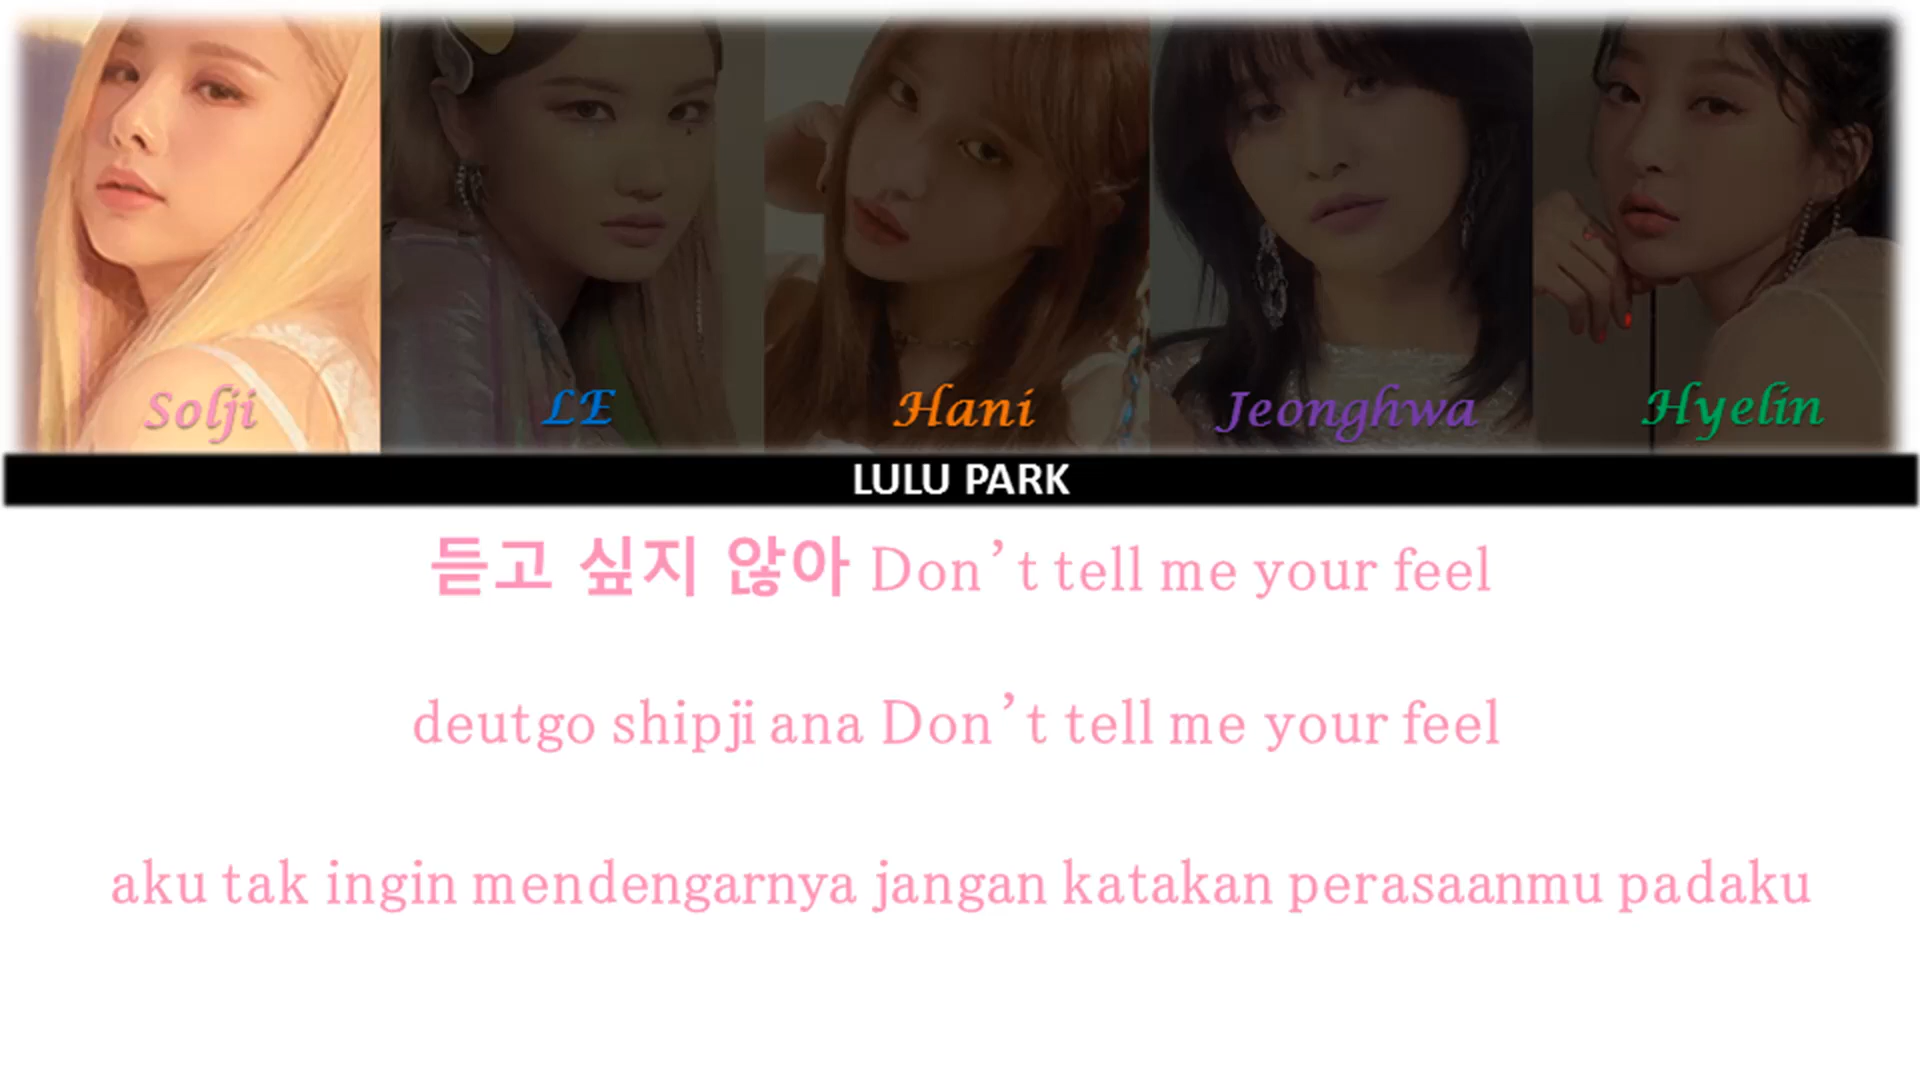 Solji
LE
Hani
Jeonghwa
Hyelin
LULU PARK
듣고 싶지 않아 Don’t tell me your feel
deutgo shipji ana Don’t tell me your feel
aku tak ingin mendengarnya jangan katakan perasaanmu padaku